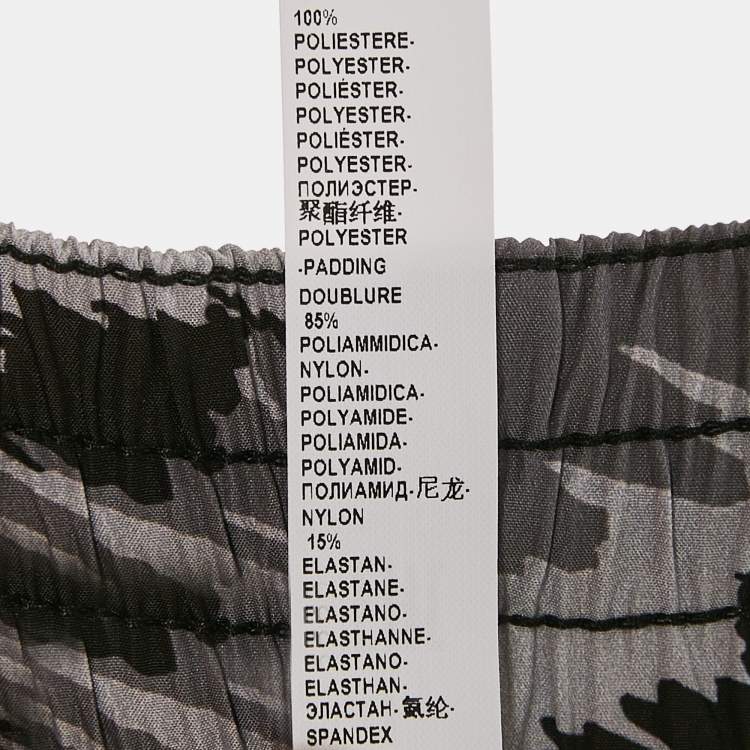 100%
POLIESTERE-
POLYESTER-
POLIÉSTER-
POLYESTER-
POLIÉSTER-
POLYESTER-
ПОЛИЭСТЕР-
聚酯纤维-
POLYESTER
-PADDING
DOUBLURE
85%
POLIAMMIDICA-
NYLON-
POLIAMIDICA-
POLYAMIDE-
POLIAMIDA-
POLYAMID-
ПОЛИАМИД-尼龙-
NYLON
15%
ELASTAN-
ELASTANE-
ELASTANO-
ELASTHANNE-
ELASTANO-
ELASTHAN-
ЭЛАСТАН-氨纶-
SPANDEX